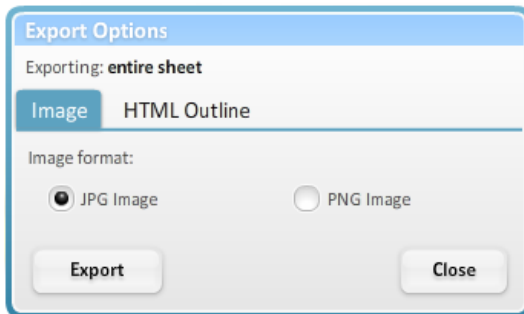 Export Options
Exporting: entire sheet
Image HTML Outline
Image format:
JPG Image PNG Image
Export Close